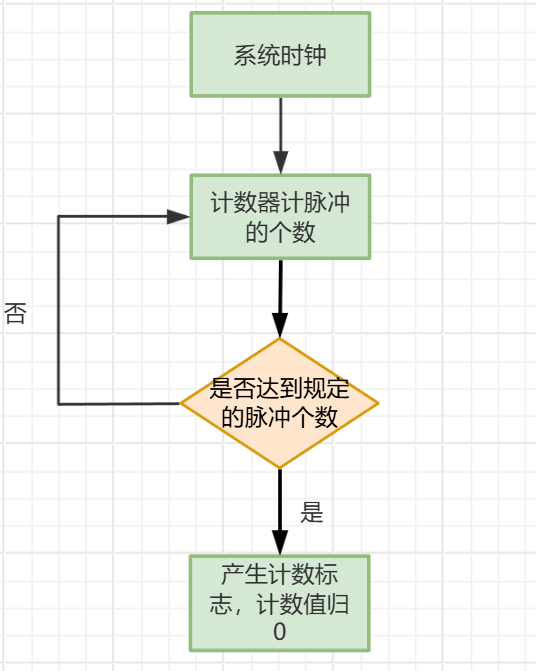 系统时钟
计数器计脉冲
的个数
否
是否达到规定
的脉冲个数
是
产生计数标
志，计数值归
0